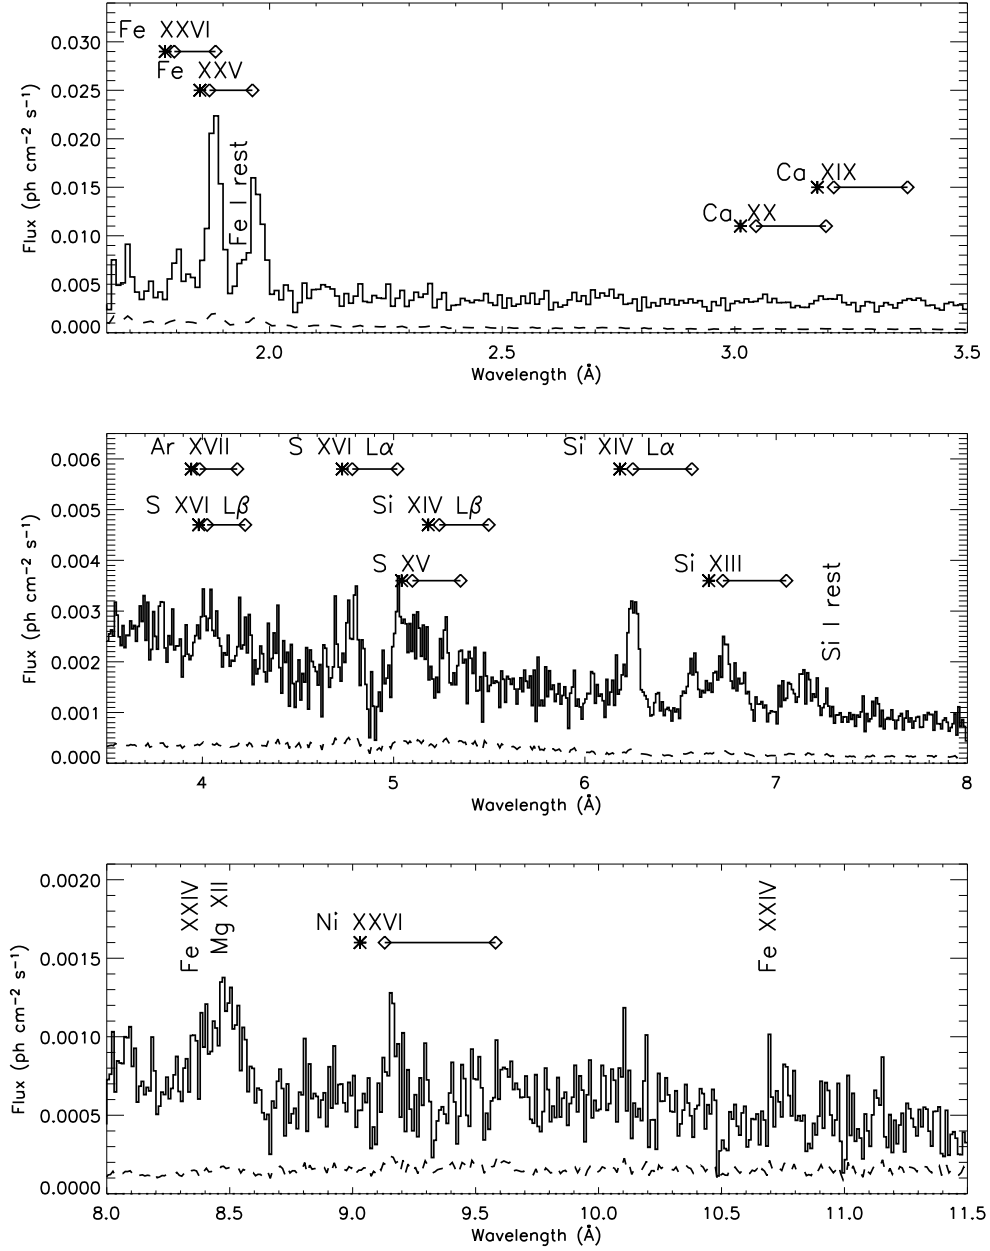 Fe XXVI
Fe XXV
Fe I rest
Ca XIX
Ca XX
0.030
0.025
0.020
0.015
0.010
0.005
0.000
Flux (ph cm⁻² s⁻¹)
2.0 2.5 3.0 3.5
Wavelength (Å)
Ar XVII S XVI Lα Si XIV Lα
S XVI Lβ Si XIV Lβ
S XV Si XIII
Si I rest
0.006
0.005
0.004
0.003
0.002
0.001
0.000
Flux (ph cm⁻² s⁻¹)
4 5 6 7 8
Wavelength (Å)
Fe XXIV
Mg XII
Ni XXVI
Fe XXIV
0.0020
0.0015
0.0010
0.0005
0.0000
Flux (ph cm⁻² s⁻¹)
8.0 8.5 9.0 9.5 10.0 10.5 11.0 11.5
Wavelength (Å)